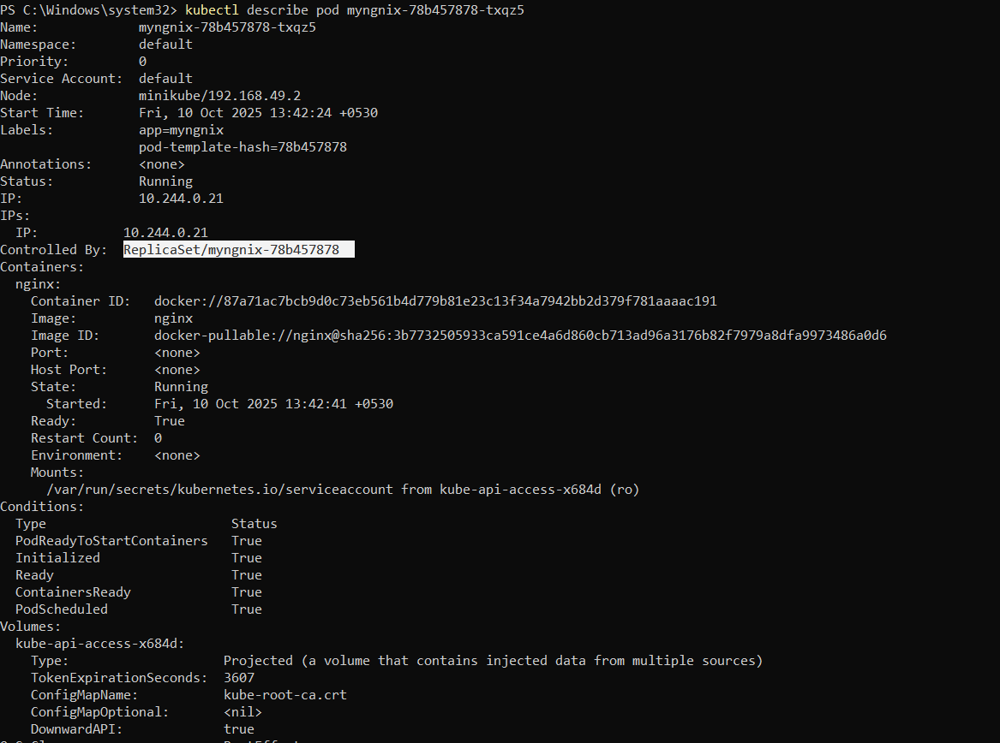 PS C:\Windows\system32> kubectl describe pod myngnix-78b457878-txqz5
Name:             myngnix-78b457878-txqz5
Namespace:        default
Priority:         0
Service Account:  default
Node:             minikube/192.168.49.2
Start Time:       Fri, 10 Oct 2025 13:42:24 +0530
Labels:           app=myngnix
                  pod-template-hash=78b457878
Annotations:      <none>
Status:           Running
IP:               10.244.0.21
IPs:
  IP:           10.244.0.21
Controlled By:  ReplicaSet/myngnix-78b457878
Containers:
  nginx:
    Container ID:   docker://87a71ac7bcb9d0c73eb561b4d779b81e23c13f34a7942bb2d379f781aaaac191
    Image:          nginx
    Image ID:       docker-pullable://nginx@sha256:3b7732505933ca591ce4a6d860cb713ad96a3176b82f7979a8dfa9973486a0d6
    Port:           <none>
    Host Port:      <none>
    State:          Running
      Started:      Fri, 10 Oct 2025 13:42:41 +0530
    Ready:          True
    Restart Count:  0
    Environment:    <none>
    Mounts:
      /var/run/secrets/kubernetes.io/serviceaccount from kube-api-access-x684d (ro)
Conditions:
  Type                        Status
  PodReadyToStartContainers   True
  Initialized                 True
  Ready                       True
  ContainersReady             True
  PodScheduled                True
Volumes:
  kube-api-access-x684d:
    Type:                    Projected (a volume that contains injected data from multiple sources)
    TokenExpirationSeconds:  3607
    ConfigMapName:           kube-root-ca.crt
    ConfigMapOptional:       <nil>
    DownwardAPI:             true